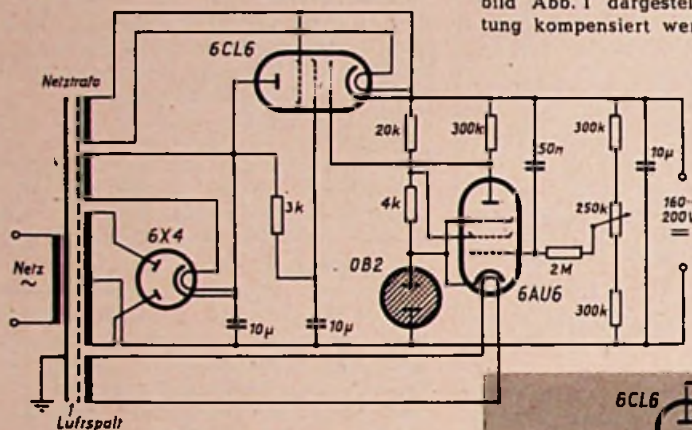 bild Abb. 1 dargestel
tung kompensiert wer
6CL6
Netztrafo
20k
300k
300k
50n
10µ
3k
4k
250k
160-
200V
=
6X4
0B2
Netz
~
2M
6AU6
300k
10µ
10µ
Luftspalt
6CL6